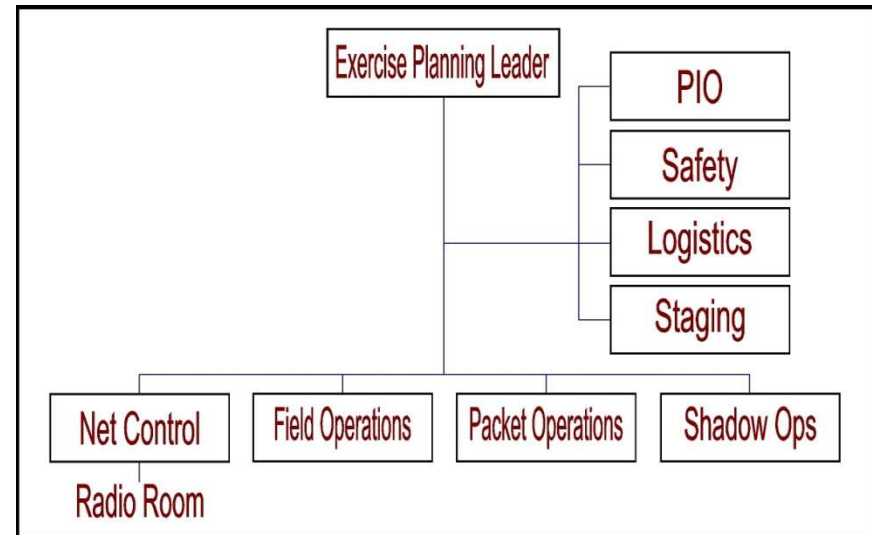 Exercise Planning Leader
PIO
Safety
Logistics
Staging
Net Control
Field Operations
Packet Operations
Shadow Ops
Radio Room